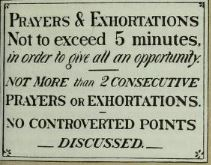 PRAYERS & EXHORTATIONS
Not to exceed 5 minutes,
in order to give all an opportunity.
NOT MORE than 2 CONSECUTIVE
PRAYERS or EXHORTATIONS.
NO CONTROVERTED POINTS
DISCUSSED.